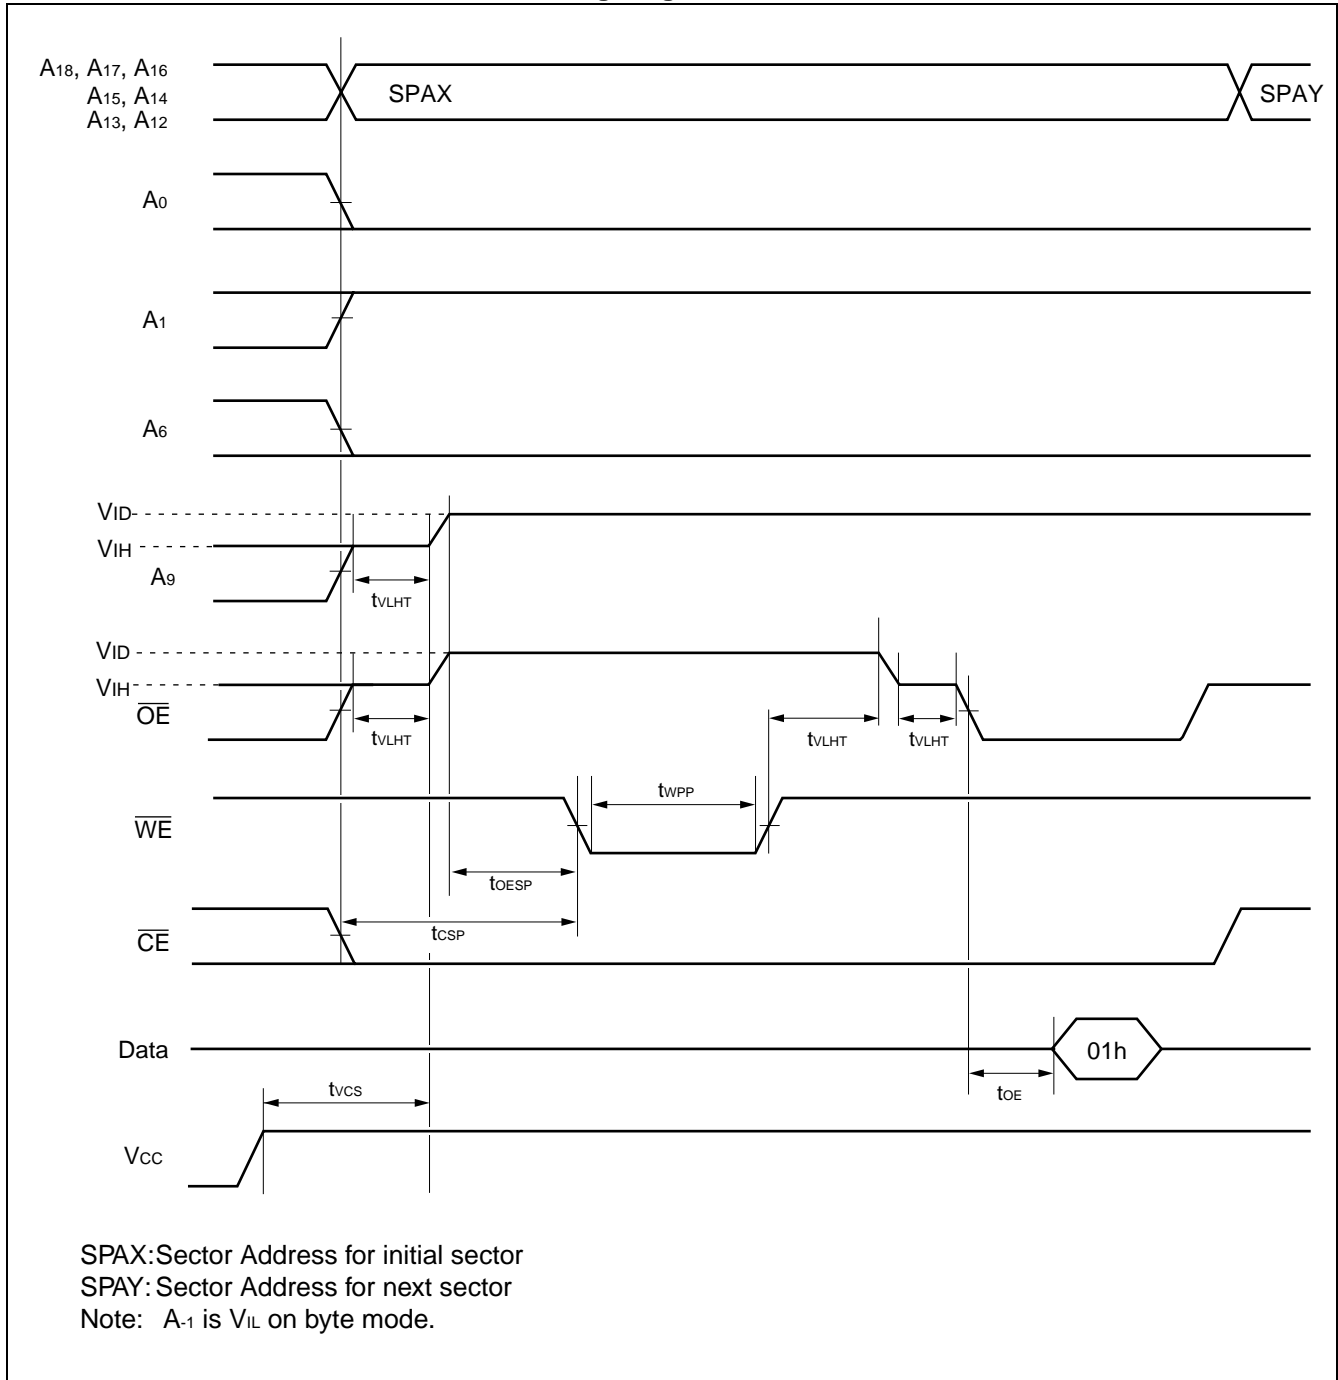 A18, A17, A16
A15, A14
A13, A12
SPAX
SPAY
A0
A1
A6
VID
VIH
A9
tVLHT
VID
VIH
OE
tVLHT
tVLHT
tVLHT
tWPP
WE
tOESP
tCSP
CE
Data
01h
tOE
tVCS
VCC
SPAX:Sector Address for initial sector
SPAY: Sector Address for next sector
Note: A-1 is VIL on byte mode.